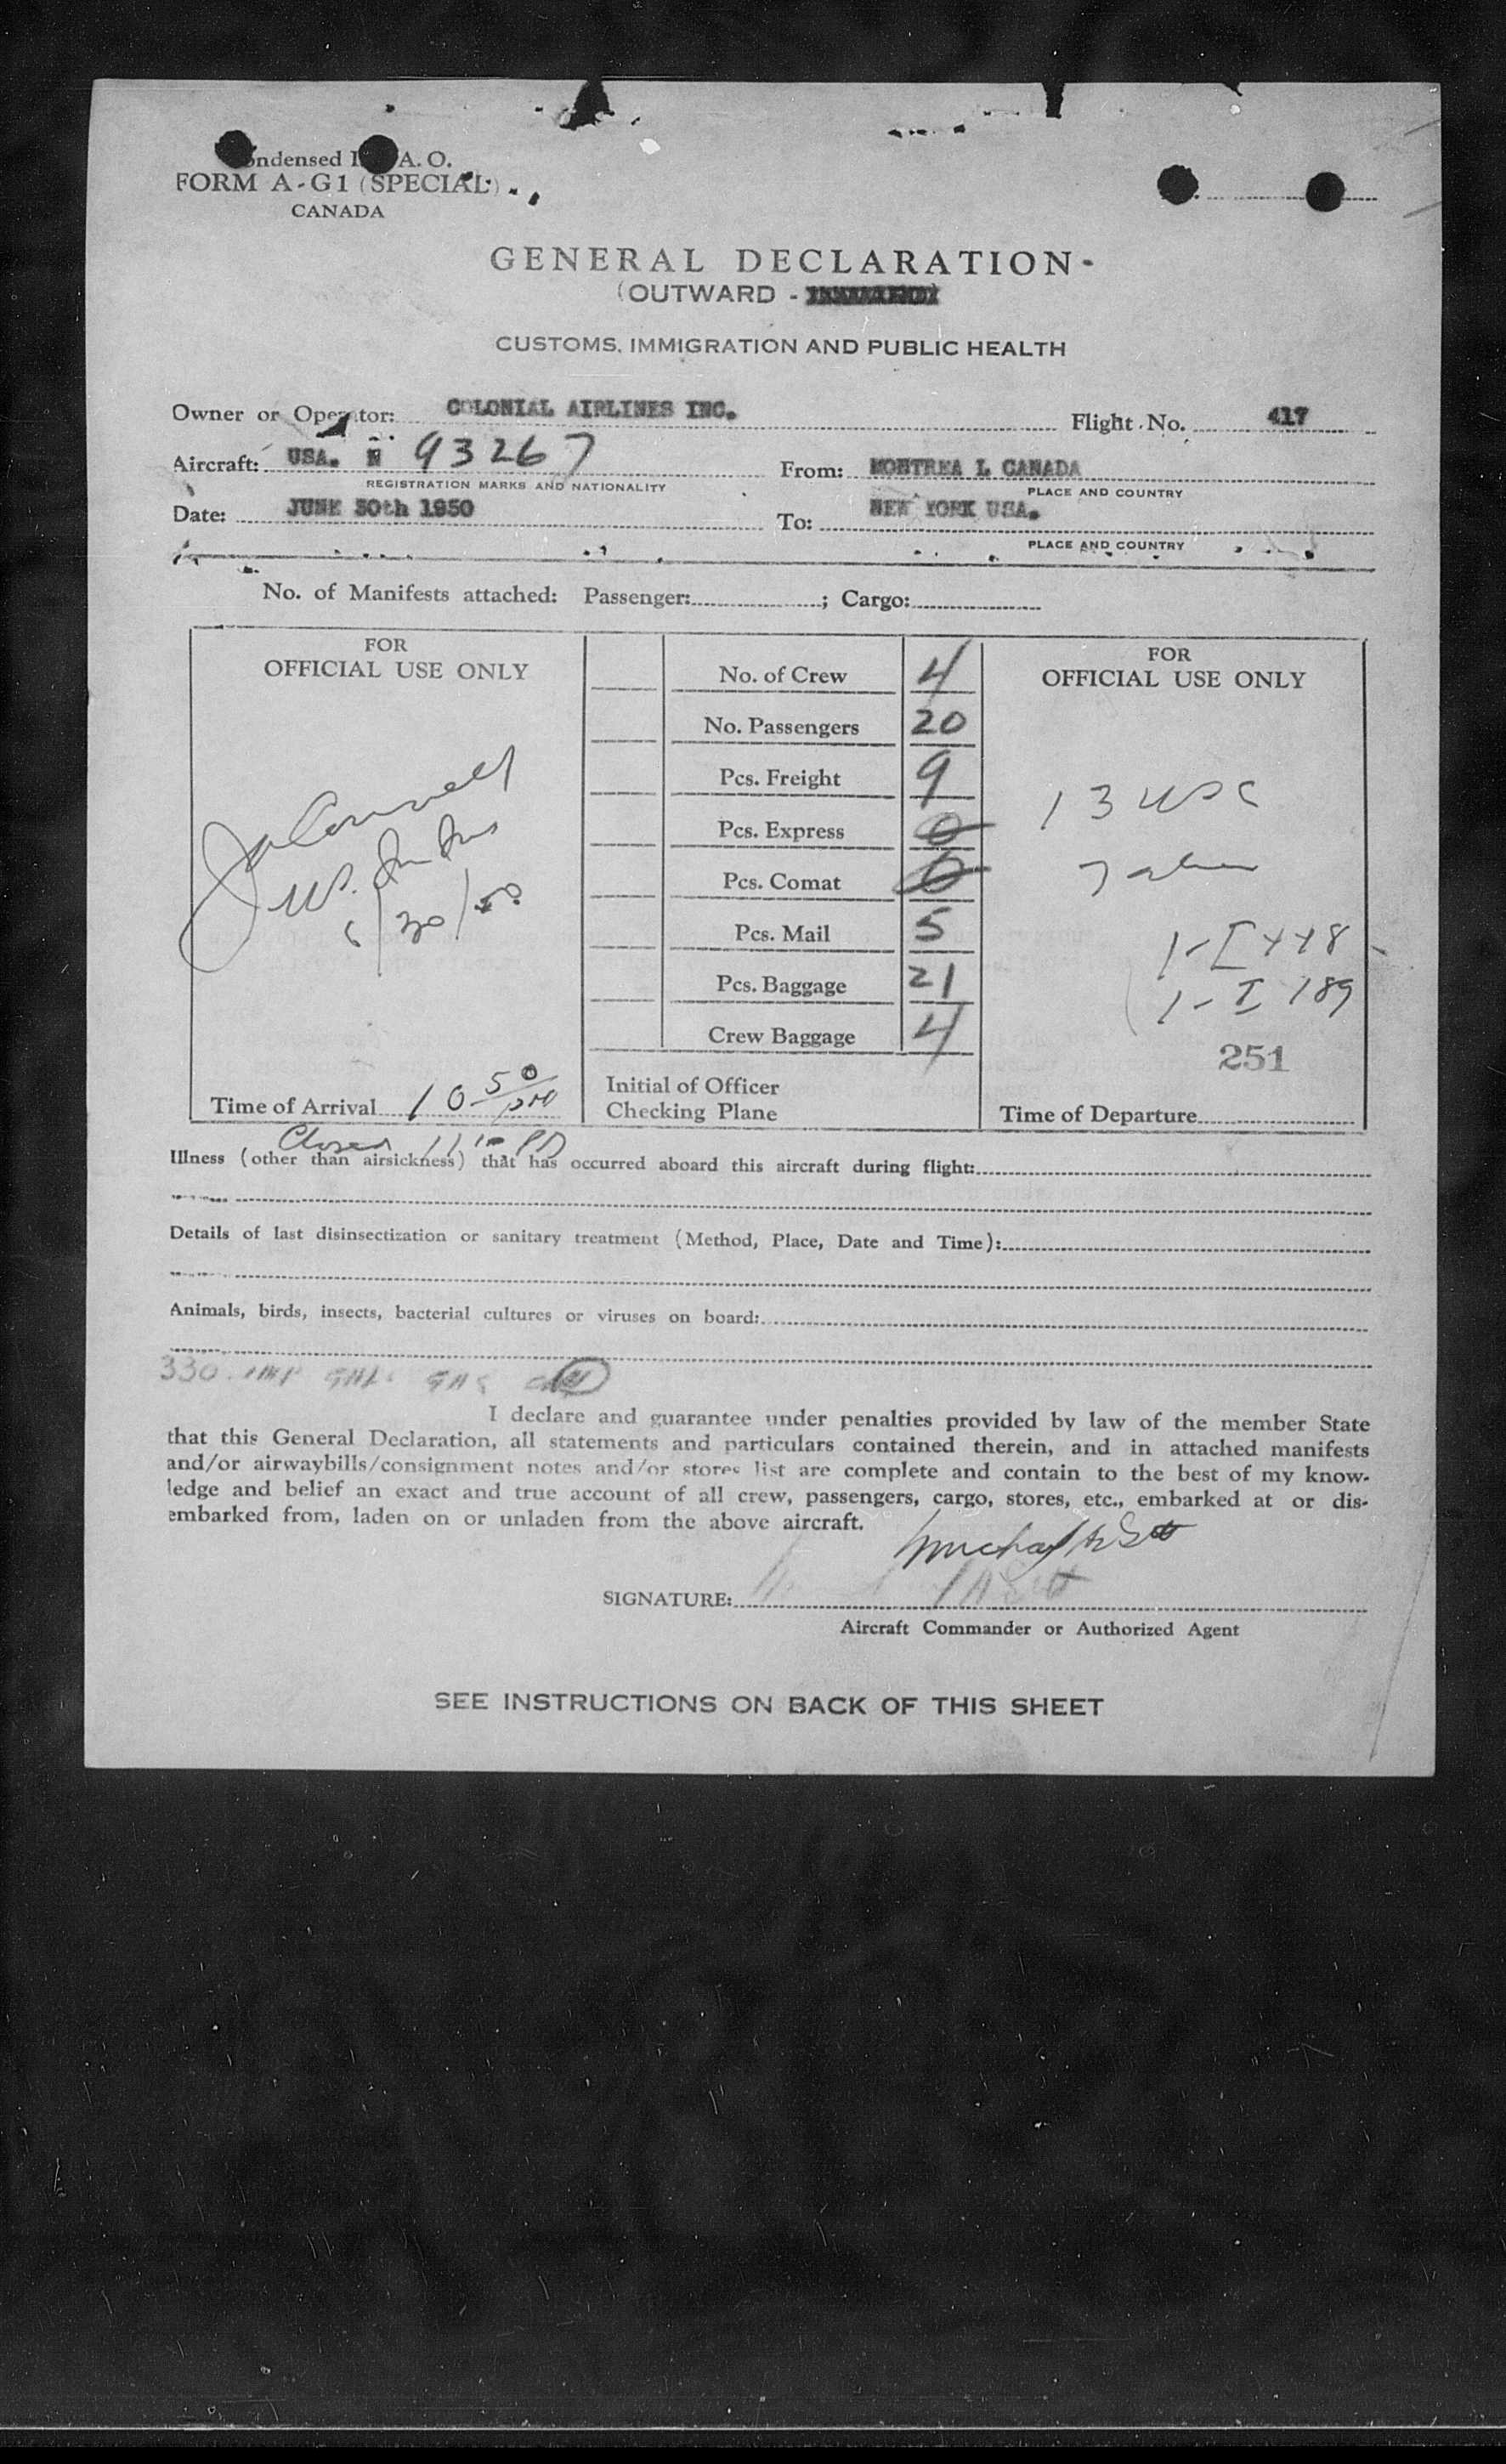 ondensed I A. O.
FORM A-G1 (SPECIAL)
CANADA
GENERAL DECLARATION
(OUTWARD -
CUSTOMS, IMMIGRATION AND PUBLIC HEALTH
Owner or Operator: COLONIAL AIRLINES INC. Flight No. 417
Aircraft: USA. N 93267 From: MONTREA L CANADA
REGISTRATION MARKS AND NATIONALITY PLACE AND COUNTRY
Date: JUNE 30th 1950 To: NEW YORK USA.
PLACE AND COUNTRY
No. of Manifests attached: Passenger: ; Cargo:
FOR
OFFICIAL USE ONLY
6/30/50
Time of Arrival 10 50 pm
No. of Crew 4
No. Passengers 20
Pcs. Freight 9
Pcs. Express 0
Pcs. Comat 0
Pcs. Mail 5
Pcs. Baggage 21
Crew Baggage 4
Initial of Officer
Checking Plane
FOR
OFFICIAL USE ONLY
13 USC
7
1-I 448
1-I 189
251
Time of Departure
Closed 11
Illness (other than airsickness) that has occurred aboard this aircraft during flight:
Details of last disinsectization or sanitary treatment (Method, Place, Date and Time):
Animals, birds, insects, bacterial cultures or viruses on board:
330
I declare and guarantee under penalties provided by law of the member State
that this General Declaration, all statements and particulars contained therein, and in attached manifests
and/or airwaybills/consignment notes and/or stores list are complete and contain to the best of my know-
ledge and belief an exact and true account of all crew, passengers, cargo, stores, etc., embarked at or dis-
embarked from, laden on or unladen from the above aircraft.
SIGNATURE:
Aircraft Commander or Authorized Agent
SEE INSTRUCTIONS ON BACK OF THIS SHEET